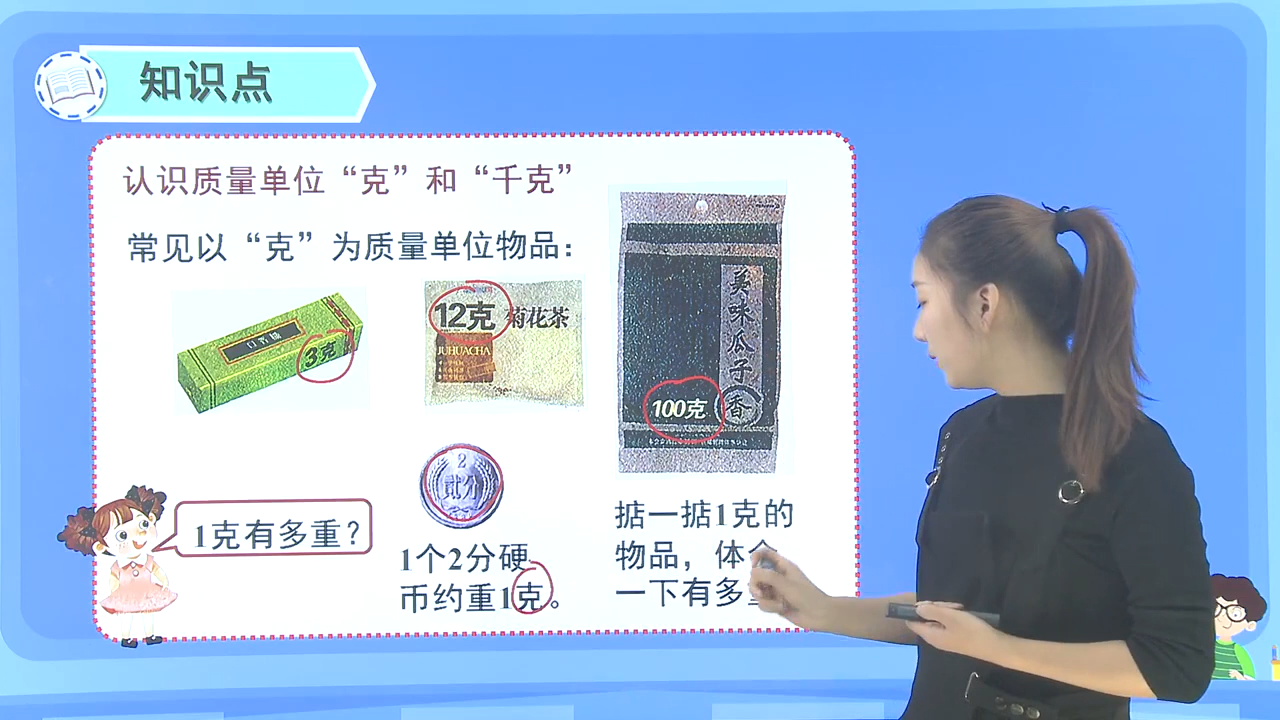 知识点
认识质量单位“克”和“千克”
常见以“克”为质量单位物品：
3克
12克 菊花茶
JUHUACHA
美味瓜子
香
100克
贰分
2
1克有多重？
1个2分硬
币约重1克。
掂一掂1克的
物品，体会
一下有多